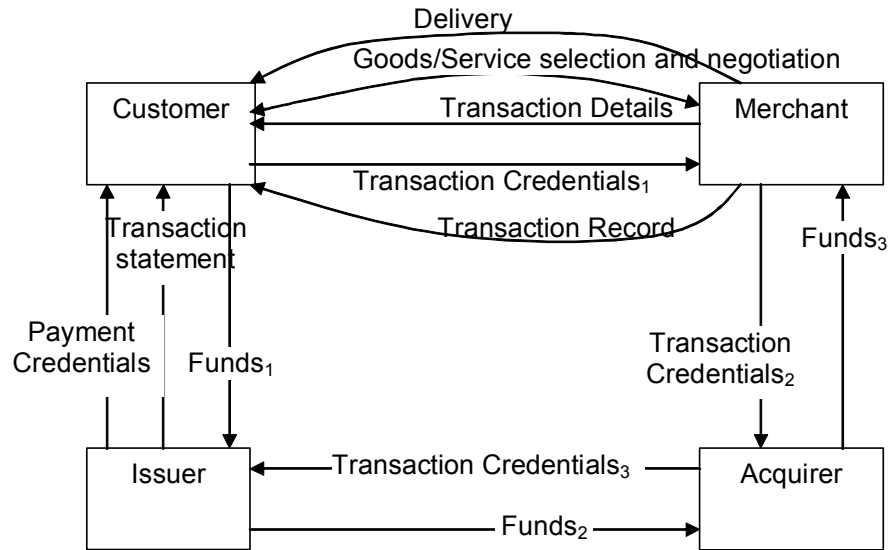 Delivery
Goods/Service selection and negotiation
Customer
Merchant
Transaction Details
Transaction Credentials₁
Transaction Record
Transaction
statement
Funds₃
Payment
Credentials
Funds₁
Transaction
Credentials₂
Issuer
Transaction Credentials₃
Acquirer
Funds₂